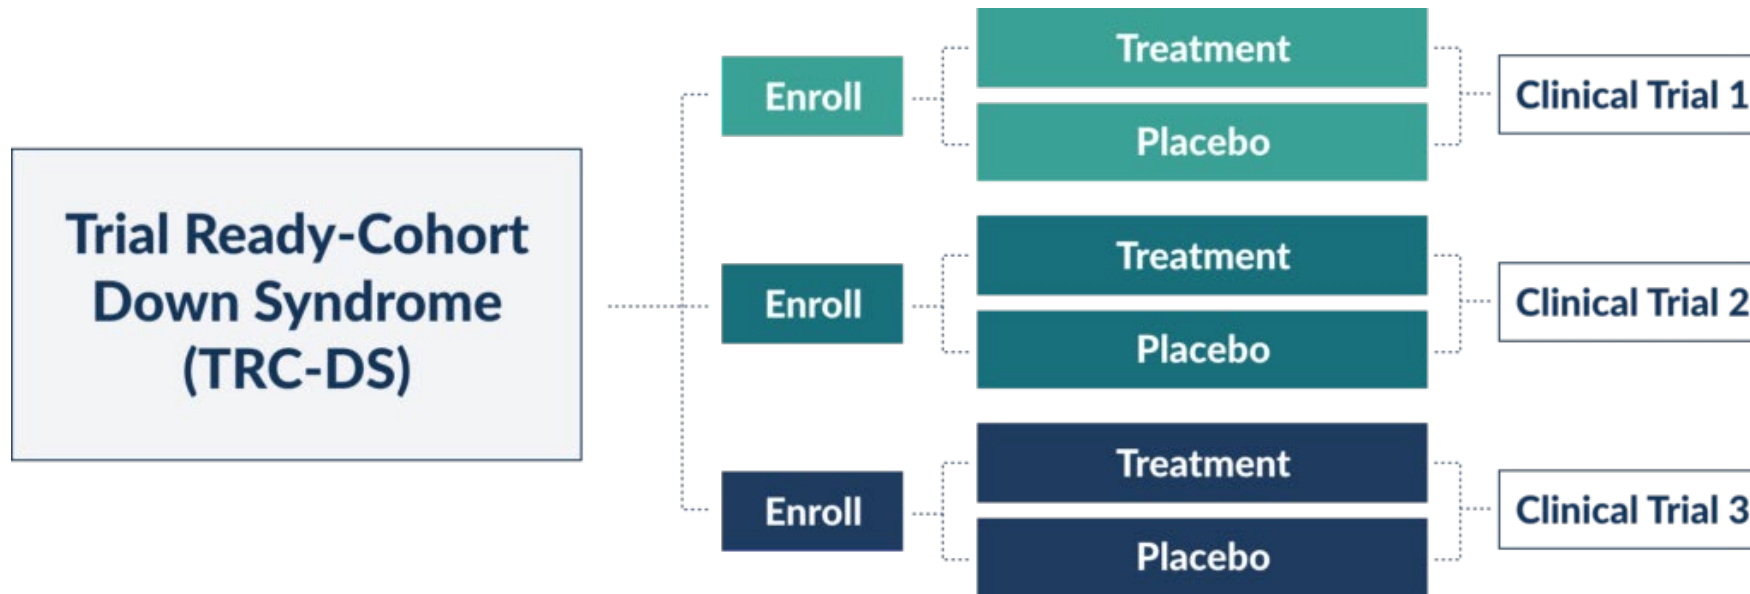 Trial Ready-Cohort
Down Syndrome
(TRC-DS)
Enroll
Treatment
Placebo
Clinical Trial 1
Enroll
Treatment
Placebo
Clinical Trial 2
Enroll
Treatment
Placebo
Clinical Trial 3